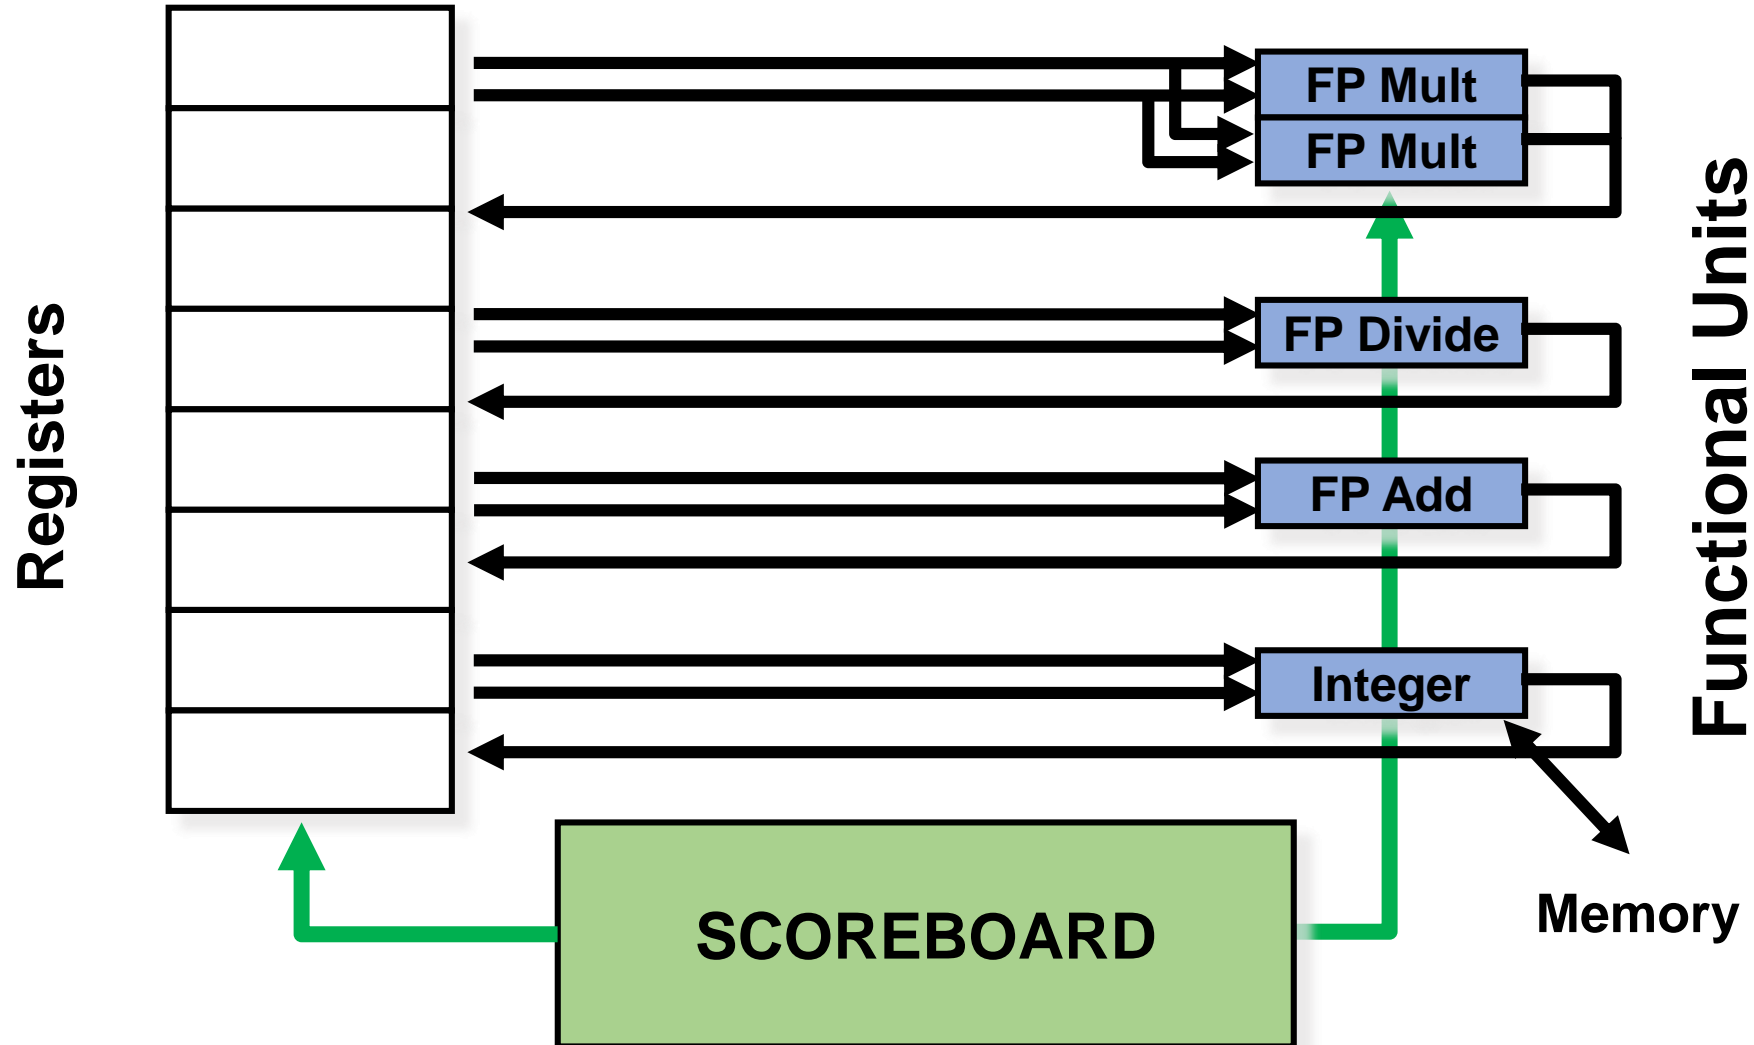 Registers
FP Mult
FP Mult
FP Divide
FP Add
Integer
Functional Units
SCOREBOARD
Memory